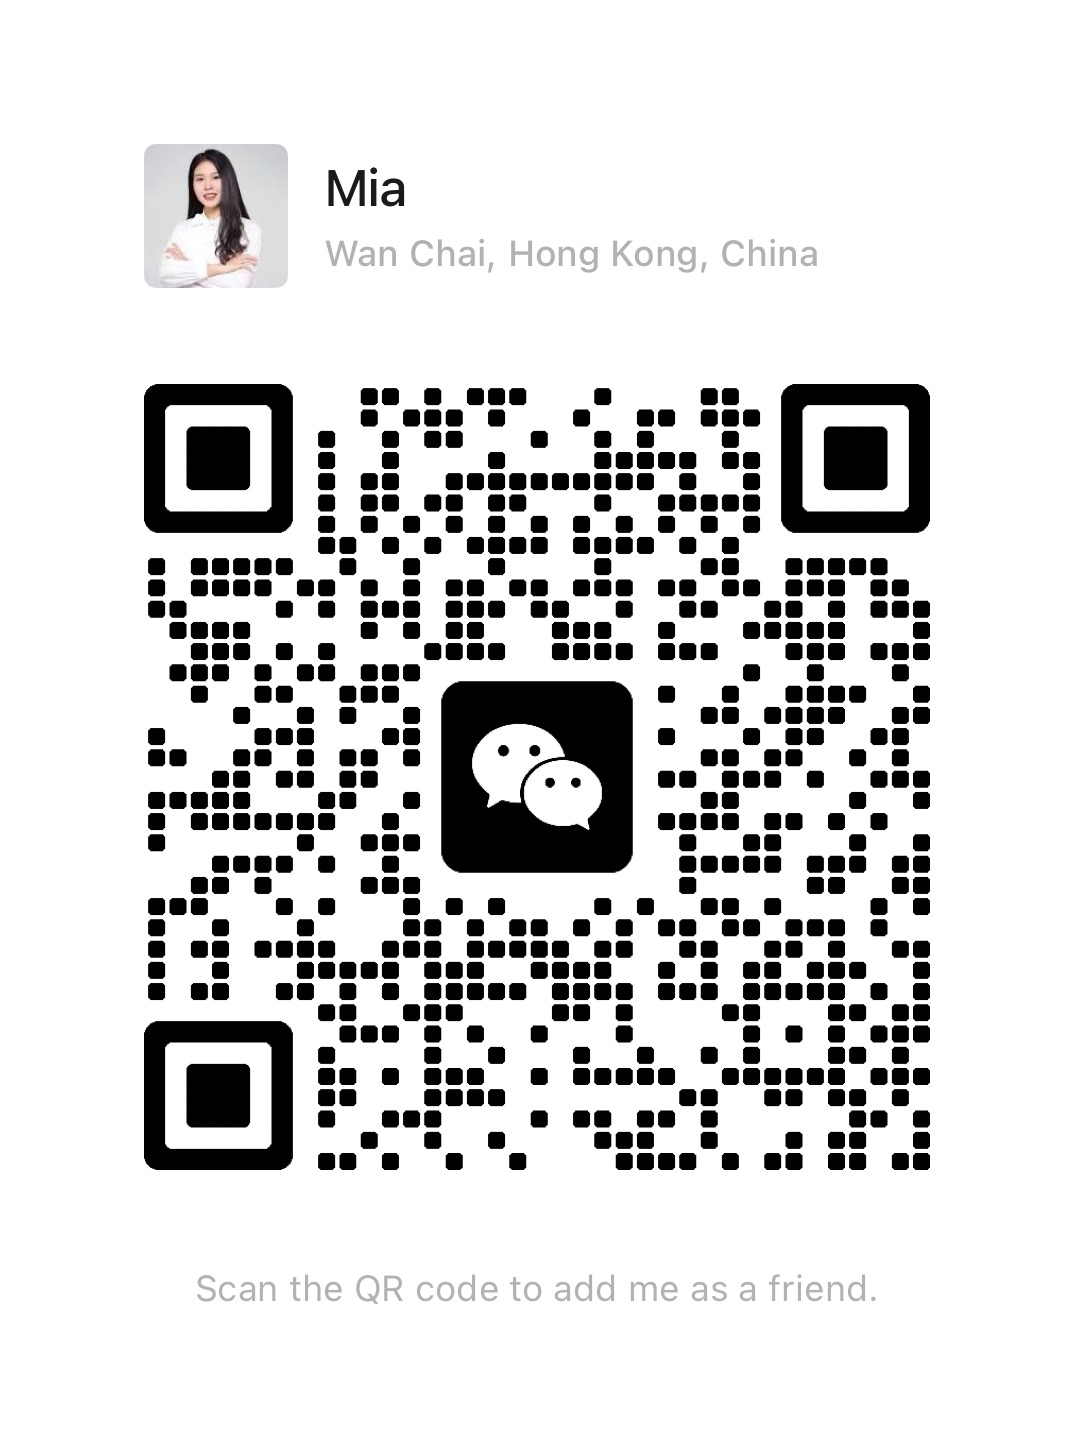 Mia
Wan Chai, Hong Kong, China
Scan the QR code to add me as a friend.